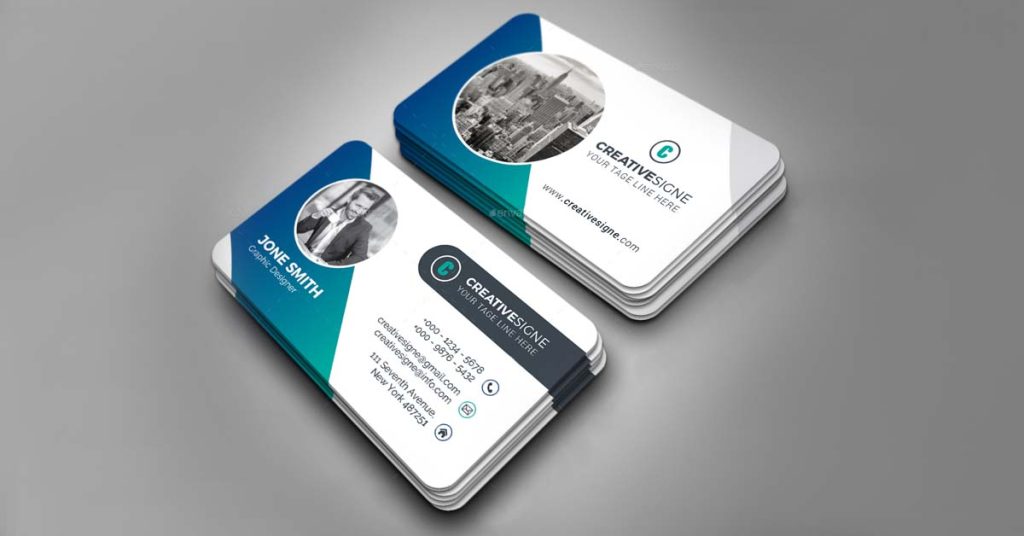 C
CREATIVESIGNE
YOUR TAGE LINE HERE
www.creativesigne.com
JONE SMITH
Graphic Designer
C
CREATIVESIGNE
YOUR TAGE LINE HERE
+000 - 1234 - 5678
+000 - 9876 - 5432
creativesigne@gmail.com
creativesigne@info.com
111 Seventh Avenue,
New York 487251